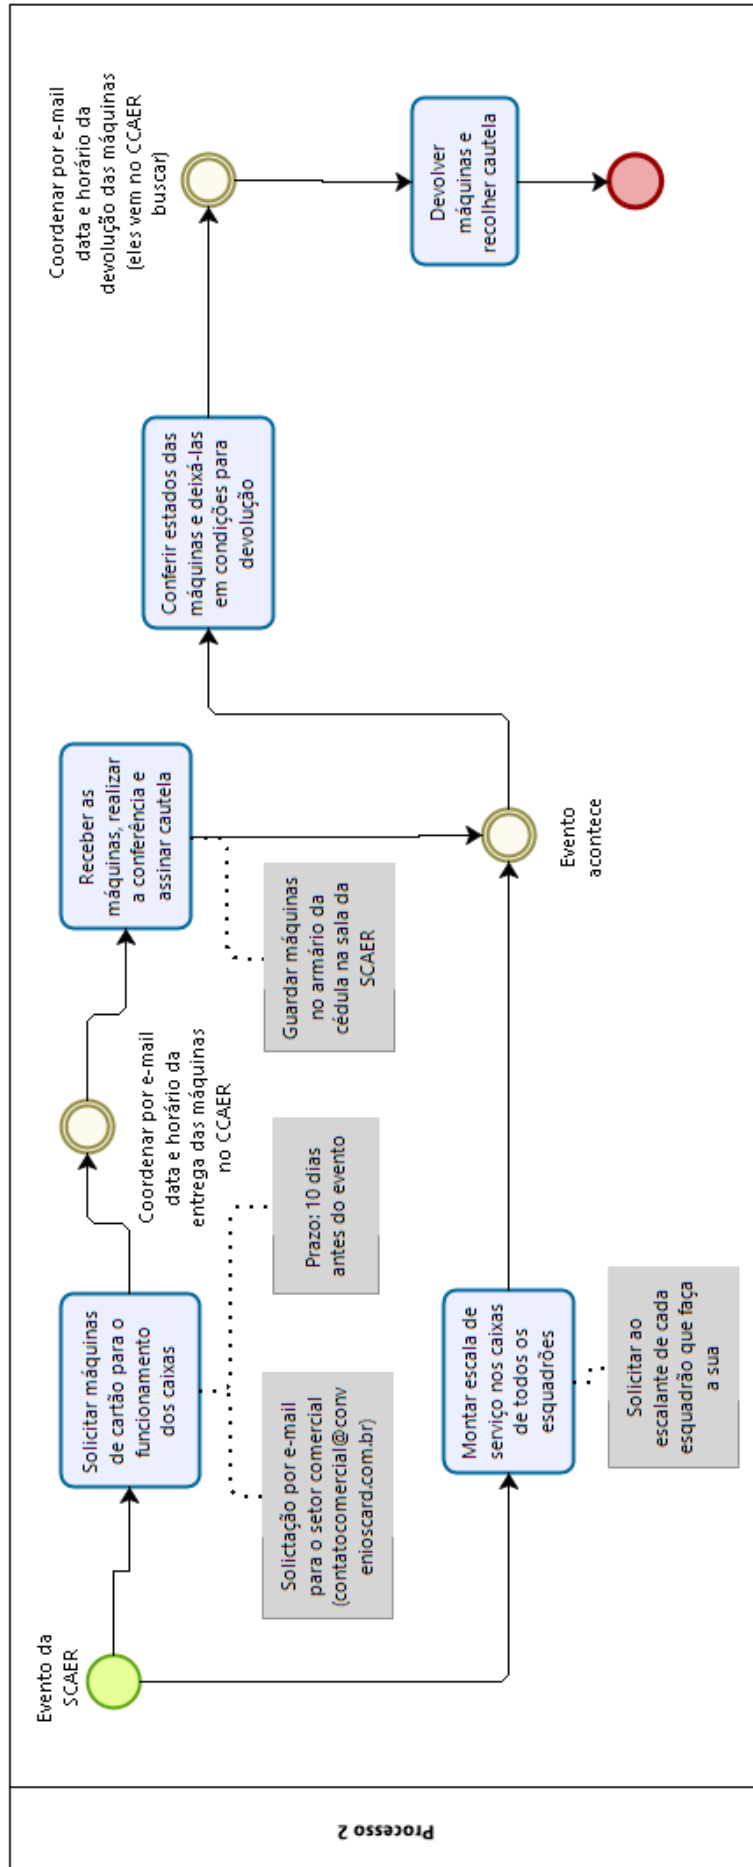 Processo 2
Evento da
SCAER
Solicitar máquinas
de cartão para o
funcionamento
dos caixas
Solictação por e-mail
para o setor comercial
(contatocomercial@conv
enioscard.com.br)
Prazo: 10 dias
antes do evento
Coordenar por e-mail
data e horário da
entrega das máquinas
no CCAER
Receber as
máquinas, realizar
a conferência e
assinar cautela
Guardar máquinas
no armário da
cédula na sala da
SCAER
Montar escala de
serviço nos caixas
de todos os
esquadrões
Solicitar ao
escalante de cada
esquadrão que faça
a sua
Evento
acontece
Conferir estados das
máquinas e deixá-las
em condições para
devolução
Coordenar por e-mail
data e horário da
devolução das máquinas
(eles vem no CCAER
buscar)
Devolver
máquinas e
recolher cautela